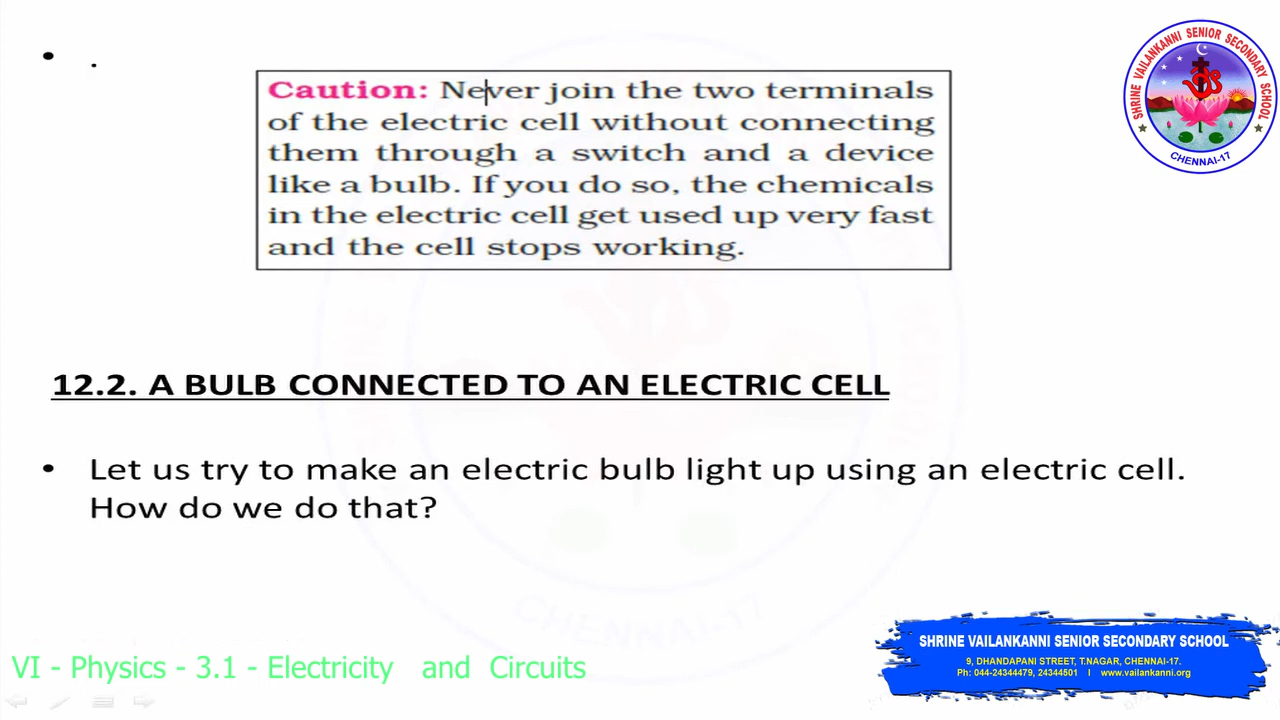 • .
Caution: Never join the two terminals
of the electric cell without connecting
them through a switch and a device
like a bulb. If you do so, the chemicals
in the electric cell get used up very fast
and the cell stops working.
SHRINE VAILANKANNI SENIOR SECONDARY SCHOOL
CHENNAI-17
12.2. A BULB CONNECTED TO AN ELECTRIC CELL
• Let us try to make an electric bulb light up using an electric cell.
How do we do that?
CHENNAI-17
VI - Physics - 3.1 - Electricity and Circuits
SHRINE VAILANKANNI SENIOR SECONDARY SCHOOL
9, DHANDAPANI STREET, T.NAGAR, CHENNAI-17.
Ph: 044-24344479, 24344501 I www.vailankanni.org